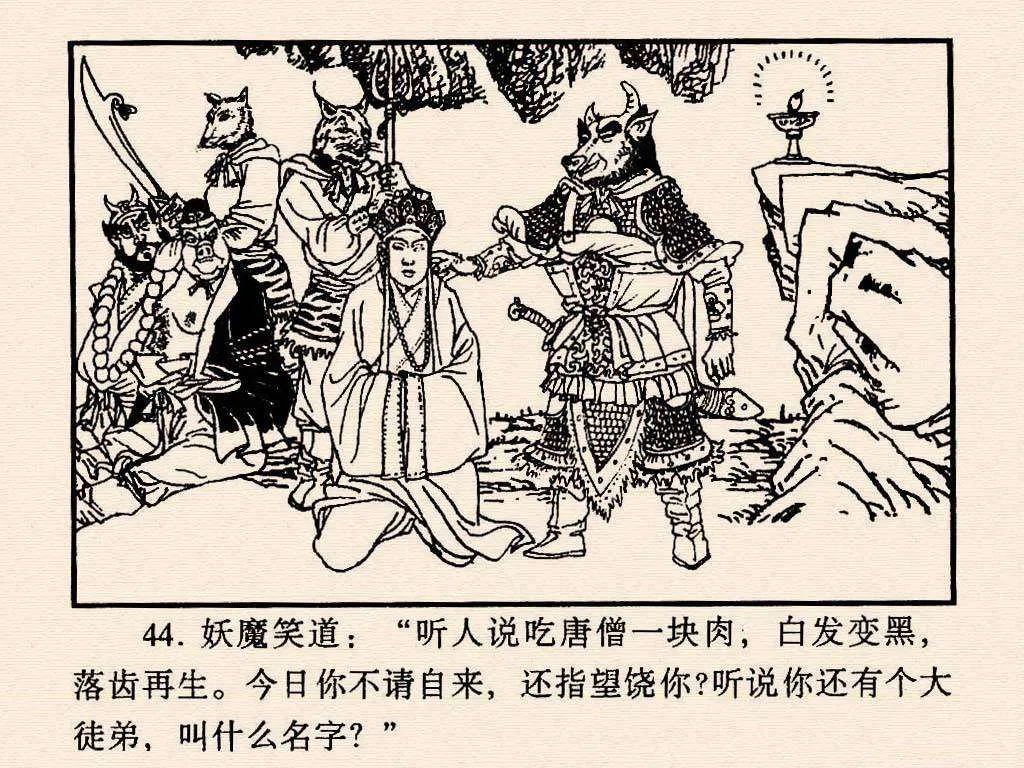 44. 妖魔笑道：“听人说吃唐僧一块肉，白发变黑，
落齿再生。今日你不请自来，还指望饶你?听说你还有个大
徒弟，叫什么名字？”